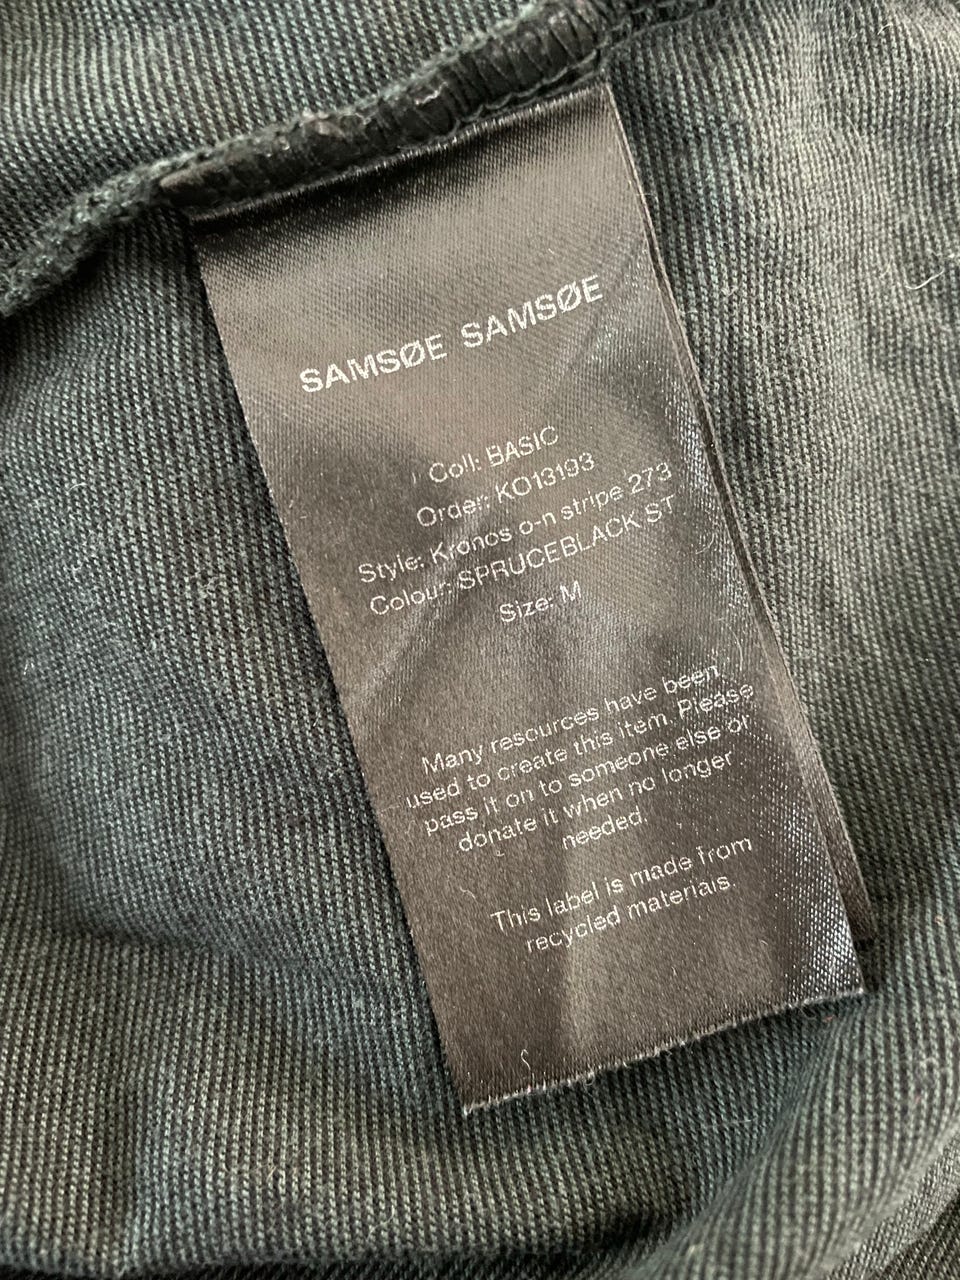 SAMSØE SAMSØE
Coll: BASIC
Order: KO13193
Style: Kronos o-n stripe 273
Colour: SPRUCEBLACK ST
Size: M
Many resources have been
used to create this item. Please
pass it on to someone else or
donate it when no longer
needed.
This label is made from
recycled materials.